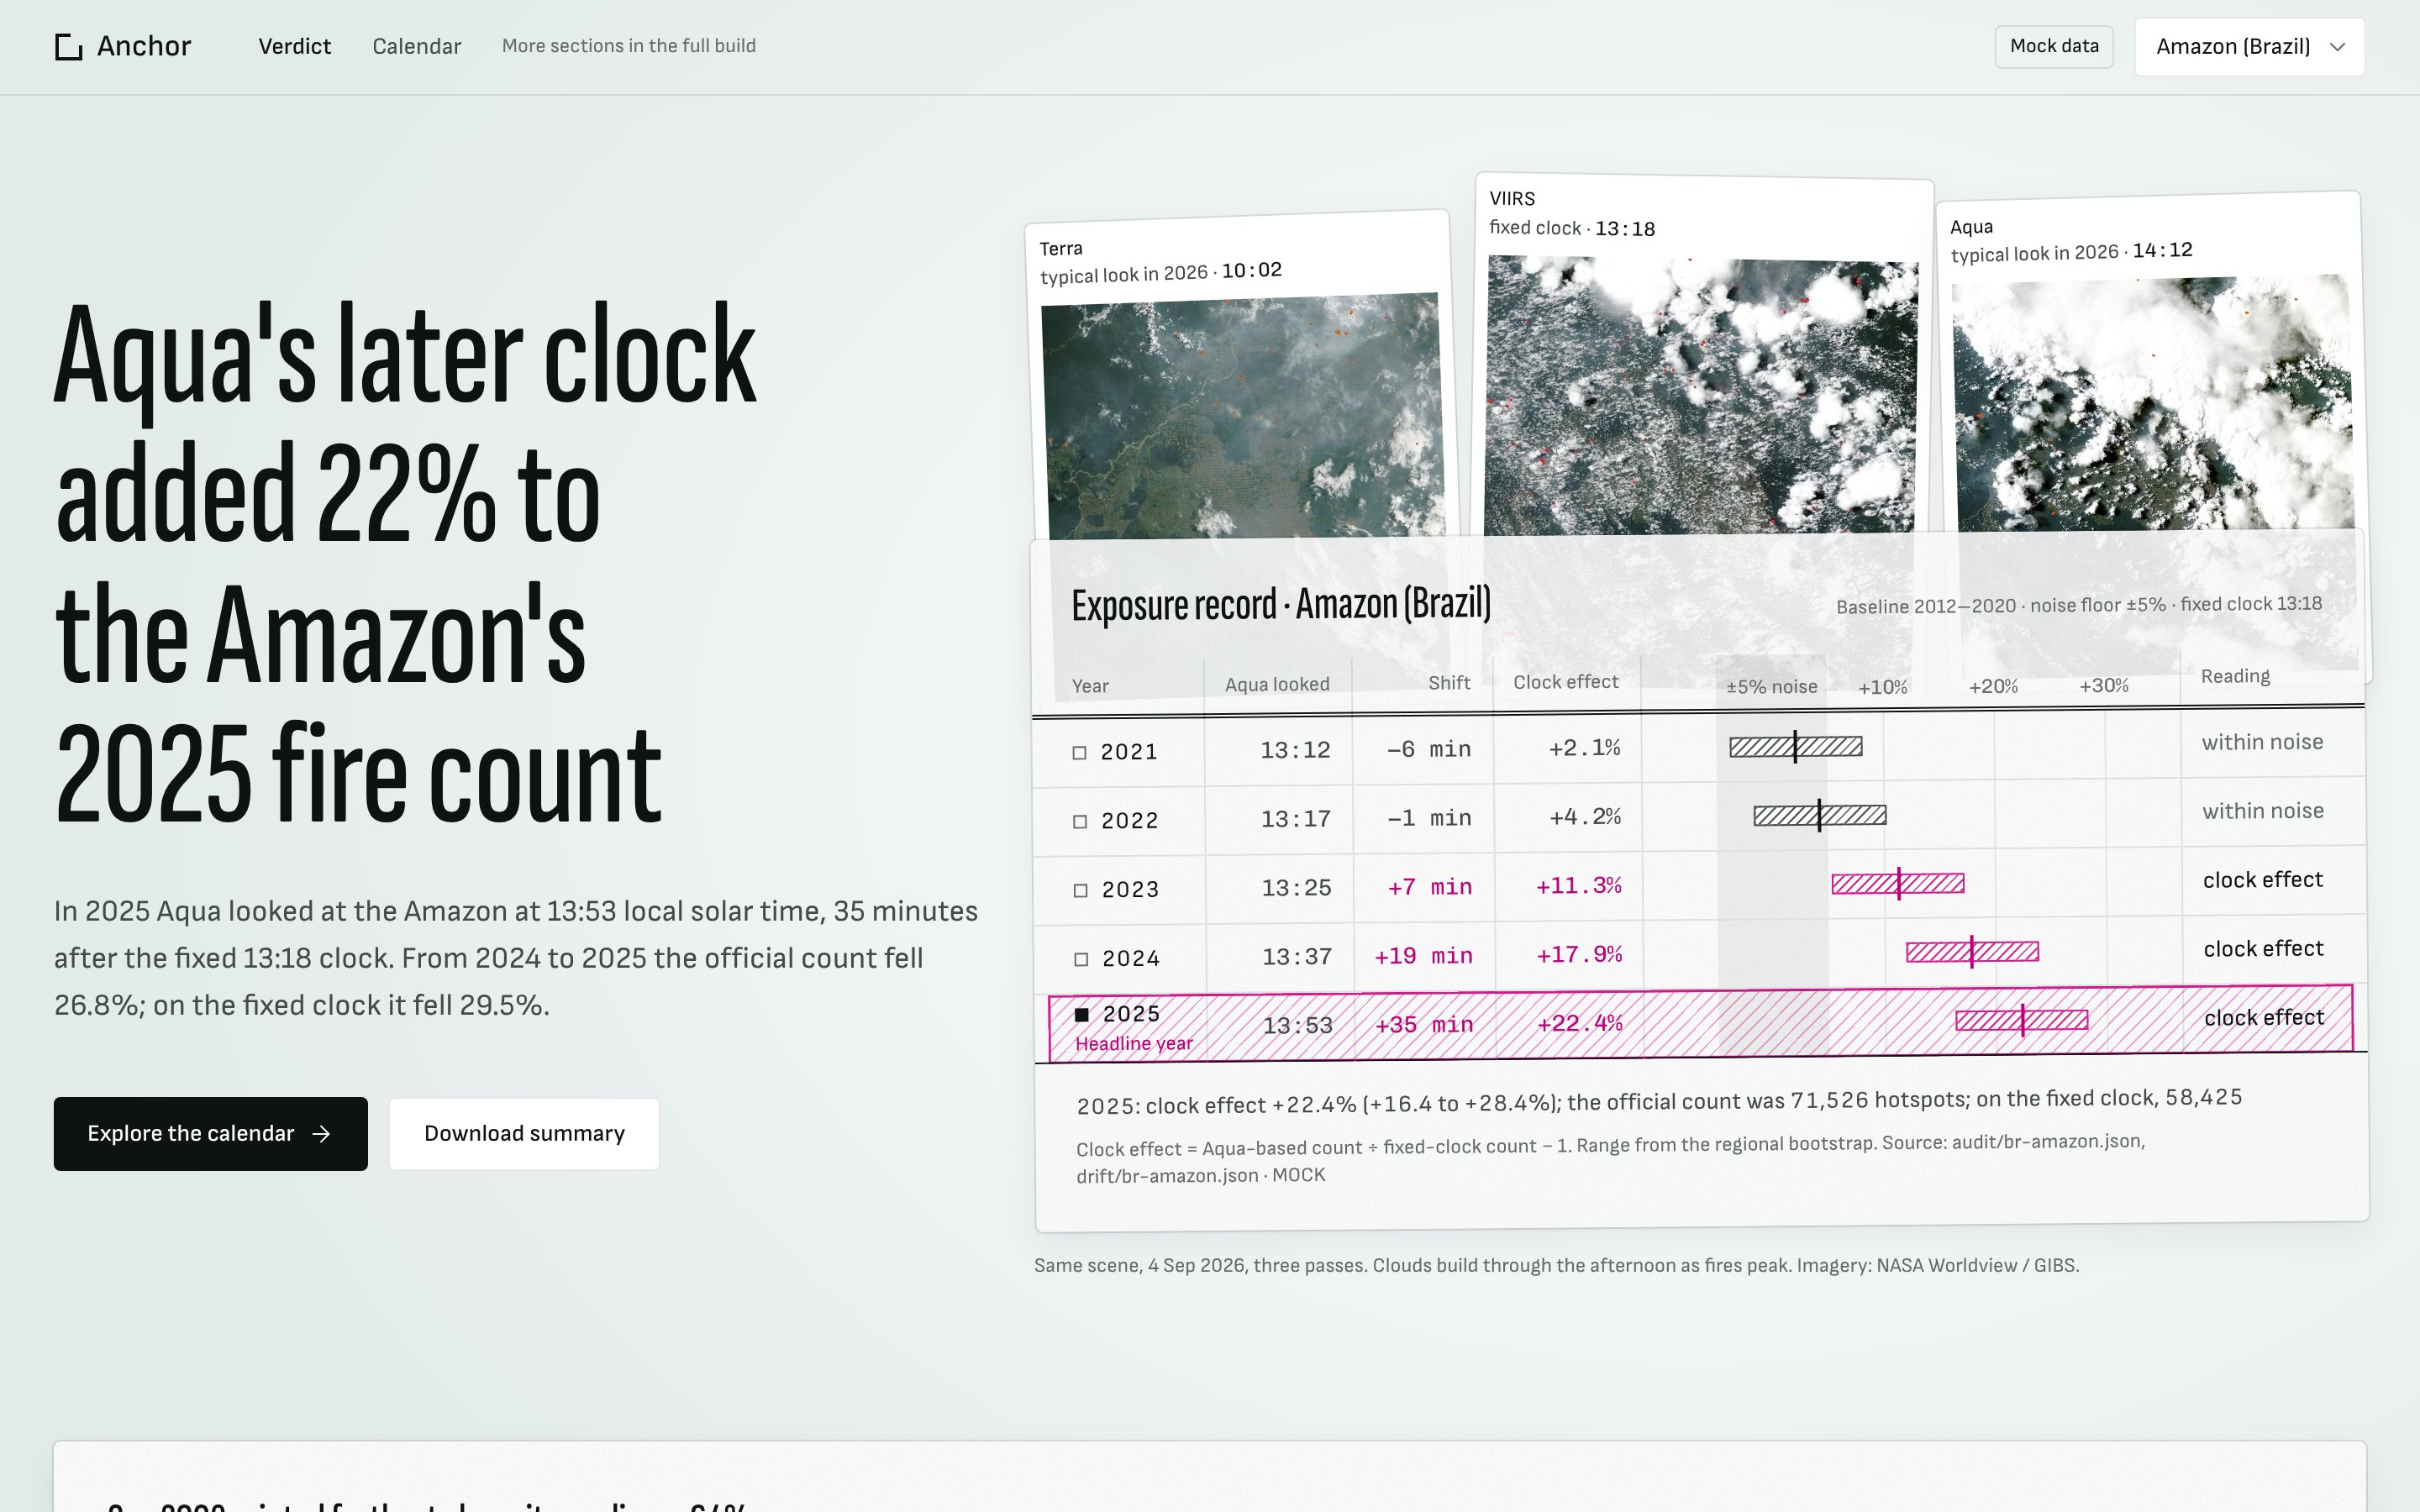 Anchor
Verdict
Calendar
More sections in the full build
Mock data
Amazon (Brazil)
Aqua's later clock
added 22% to
the Amazon's
2025 fire count
In 2025 Aqua looked at the Amazon at 13:53 local solar time, 35 minutes
after the fixed 13:18 clock. From 2024 to 2025 the official count fell
26.8%; on the fixed clock it fell 29.5%.
Explore the calendar →
Download summary
Terra
typical look in 2026 · 10:02
VIIRS
fixed clock · 13:18
Aqua
typical look in 2026 · 14:12
Exposure record · Amazon (Brazil)
Baseline 2012–2020 · noise floor ±5% · fixed clock 13:18
Year Aqua looked Shift Clock effect ±5% noise +10% +20% +30% Reading
2021 13:12 −6 min +2.1% within noise
2022 13:17 −1 min +4.2% within noise
2023 13:25 +7 min +11.3% clock effect
2024 13:37 +19 min +17.9% clock effect
2025 13:53 +35 min +22.4% clock effect
Headline year
2025: clock effect +22.4% (+16.4 to +28.4%); the official count was 71,526 hotspots; on the fixed clock, 58,425
Clock effect = Aqua-based count ÷ fixed-clock count − 1. Range from the regional bootstrap. Source: audit/br-amazon.json,
drift/br-amazon.json · MOCK
Same scene, 4 Sep 2026, three passes. Clouds build through the afternoon as fires peak. Imagery: NASA Worldview / GIBS.